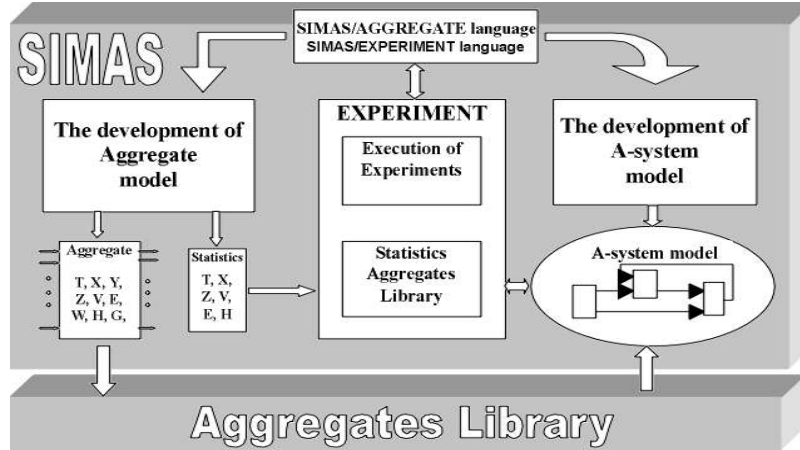 SIMAS/AGGREGATE language
SIMAS/EXPERIMENT language
SIMAS
The development of
Aggregate
model
EXPERIMENT
Execution of
Experiments
Statistics
Aggregates
Library
The development of
A-system
model
Aggregate
T, X, Y,
Z, V, E,
W, H, G,
Statistics
T, X,
Z, V,
E, H
A-system model
Aggregates Library